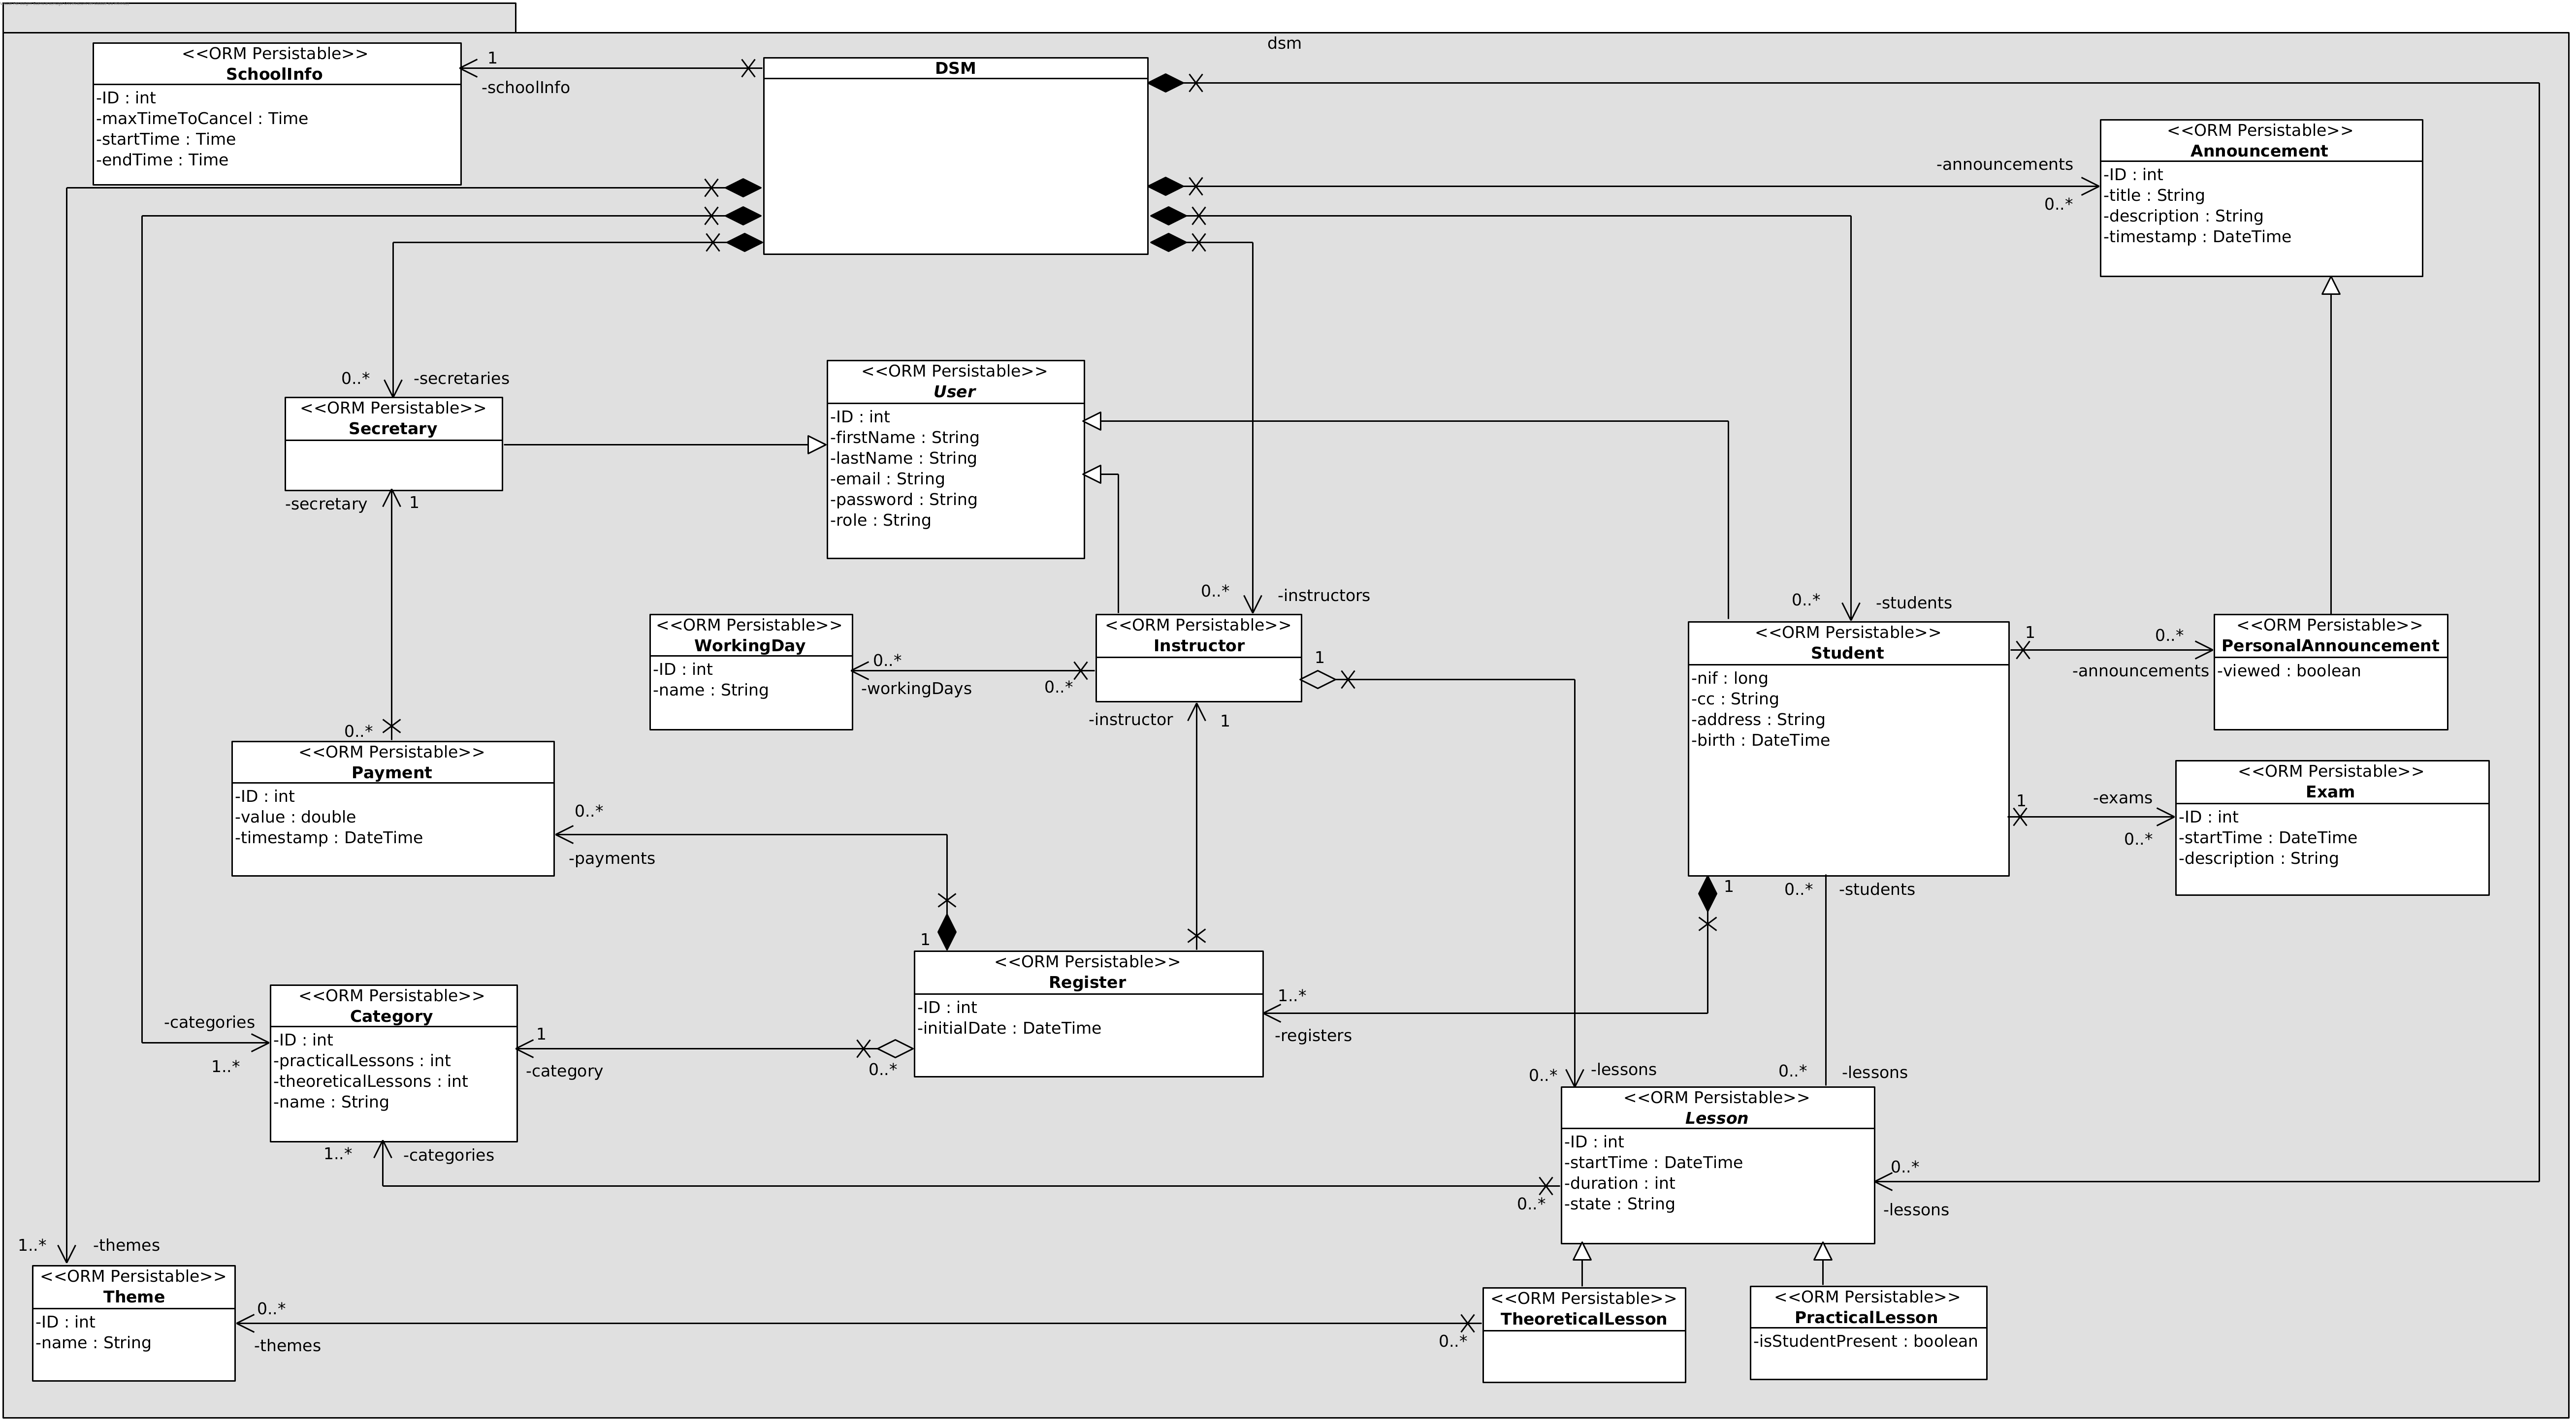 dsm
<<ORM Persistable>>
SchoolInfo
-ID : int
-maxTimeToCancel : Time
-startTime : Time
-endTime : Time
1
-schoolInfo
DSM
<<ORM Persistable>>
Announcement
-ID : int
-title : String
-description : String
-timestamp : DateTime
-announcements
0..*
0..*
-secretaries
<<ORM Persistable>>
Secretary
-secretary
1
<<ORM Persistable>>
User
-ID : int
-firstName : String
-lastName : String
-email : String
-password : String
-role : String
0..*
-instructors
0..*
-students
<<ORM Persistable>>
WorkingDay
-ID : int
-name : String
0..*
-workingDays
0..*
<<ORM Persistable>>
Instructor
1
-instructor
1
<<ORM Persistable>>
Student
-nif : long
-cc : String
-address : String
-birth : DateTime
1
0..*
-announcements
<<ORM Persistable>>
PersonalAnnouncement
-viewed : boolean
0..*
<<ORM Persistable>>
Payment
-ID : int
-value : double
-timestamp : DateTime
0..*
-payments
1
-exams
0..*
<<ORM Persistable>>
Exam
-ID : int
-startTime : DateTime
-description : String
1
0..*
-students
1
<<ORM Persistable>>
Register
-ID : int
-initialDate : DateTime
1..*
-registers
-categories
1..*
<<ORM Persistable>>
Category
-ID : int
-practicalLessons : int
-theoreticalLessons : int
-name : String
1
-category
0..*
1..*
-categories
0..*
-lessons
0..*
-lessons
<<ORM Persistable>>
Lesson
-ID : int
-startTime : DateTime
-duration : int
-state : String
0..*
0..*
-lessons
1..*
-themes
<<ORM Persistable>>
Theme
-ID : int
-name : String
0..*
-themes
0..*
<<ORM Persistable>>
TheoreticalLesson
<<ORM Persistable>>
PracticalLesson
-isStudentPresent : boolean